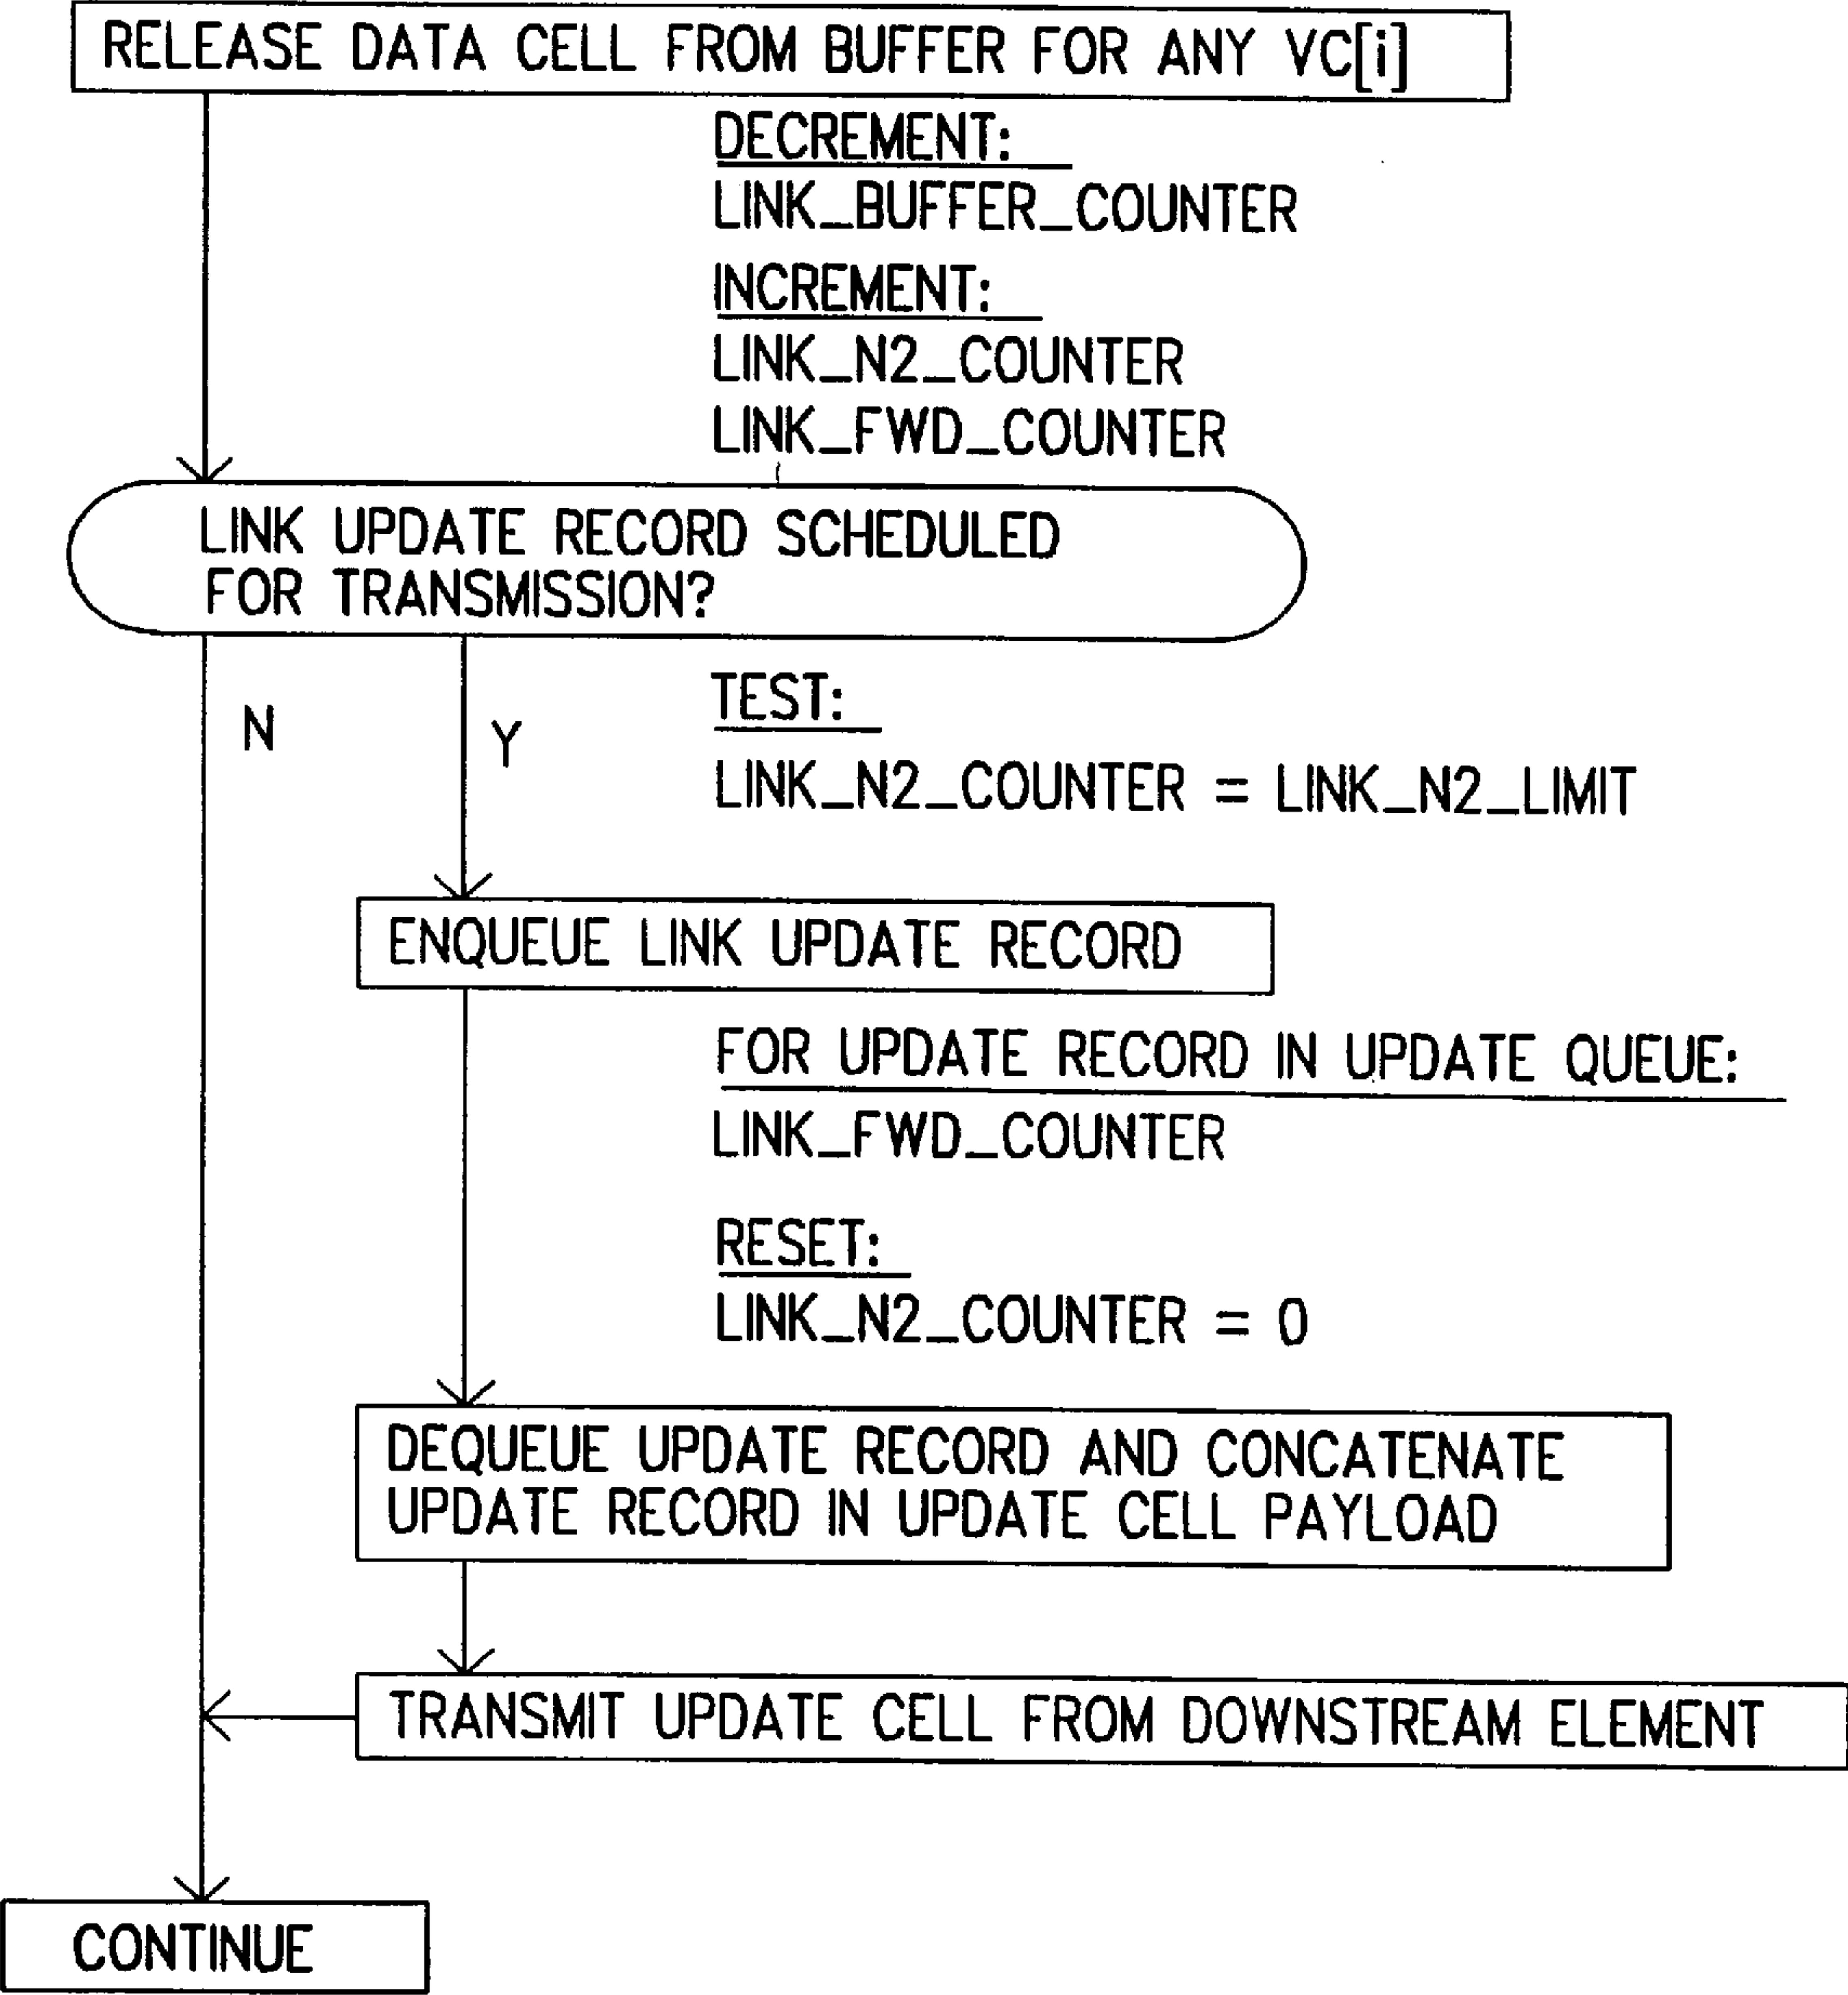 RELEASE DATA CELL FROM BUFFER FOR ANY VC[i]
DECREMENT:
LINK_BUFFER_COUNTER
INCREMENT:
LINK_N2_COUNTER
LINK_FWD_COUNTER
LINK UPDATE RECORD SCHEDULED
FOR TRANSMISSION?
N
Y
TEST:
LINK_N2_COUNTER = LINK_N2_LIMIT
ENQUEUE LINK UPDATE RECORD
FOR UPDATE RECORD IN UPDATE QUEUE:
LINK_FWD_COUNTER
RESET:
LINK_N2_COUNTER = 0
DEQUEUE UPDATE RECORD AND CONCATENATE
UPDATE RECORD IN UPDATE CELL PAYLOAD
TRANSMIT UPDATE CELL FROM DOWNSTREAM ELEMENT
CONTINUE